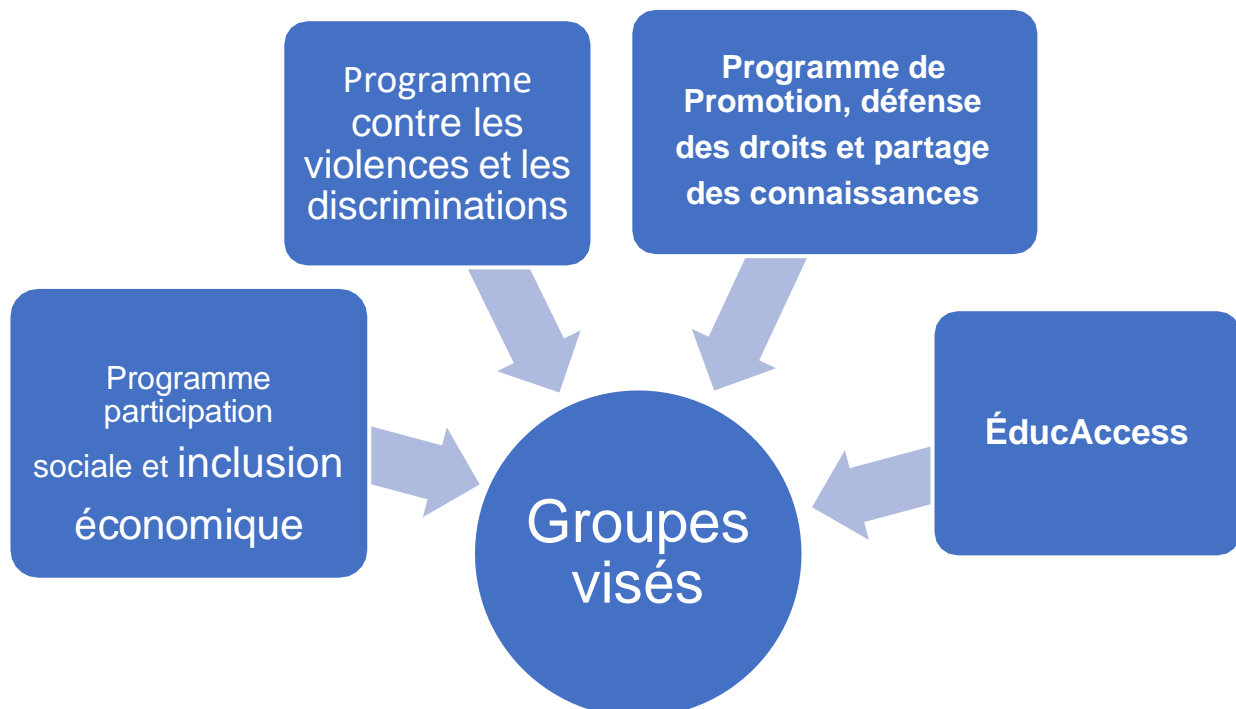 Programme
contre les
violences et les
discriminations
Programme de
Promotion, défense
des droits et partage
des connaissances
Programme
participation
sociale et inclusion
économique
ÉducAccess
Groupes
visés